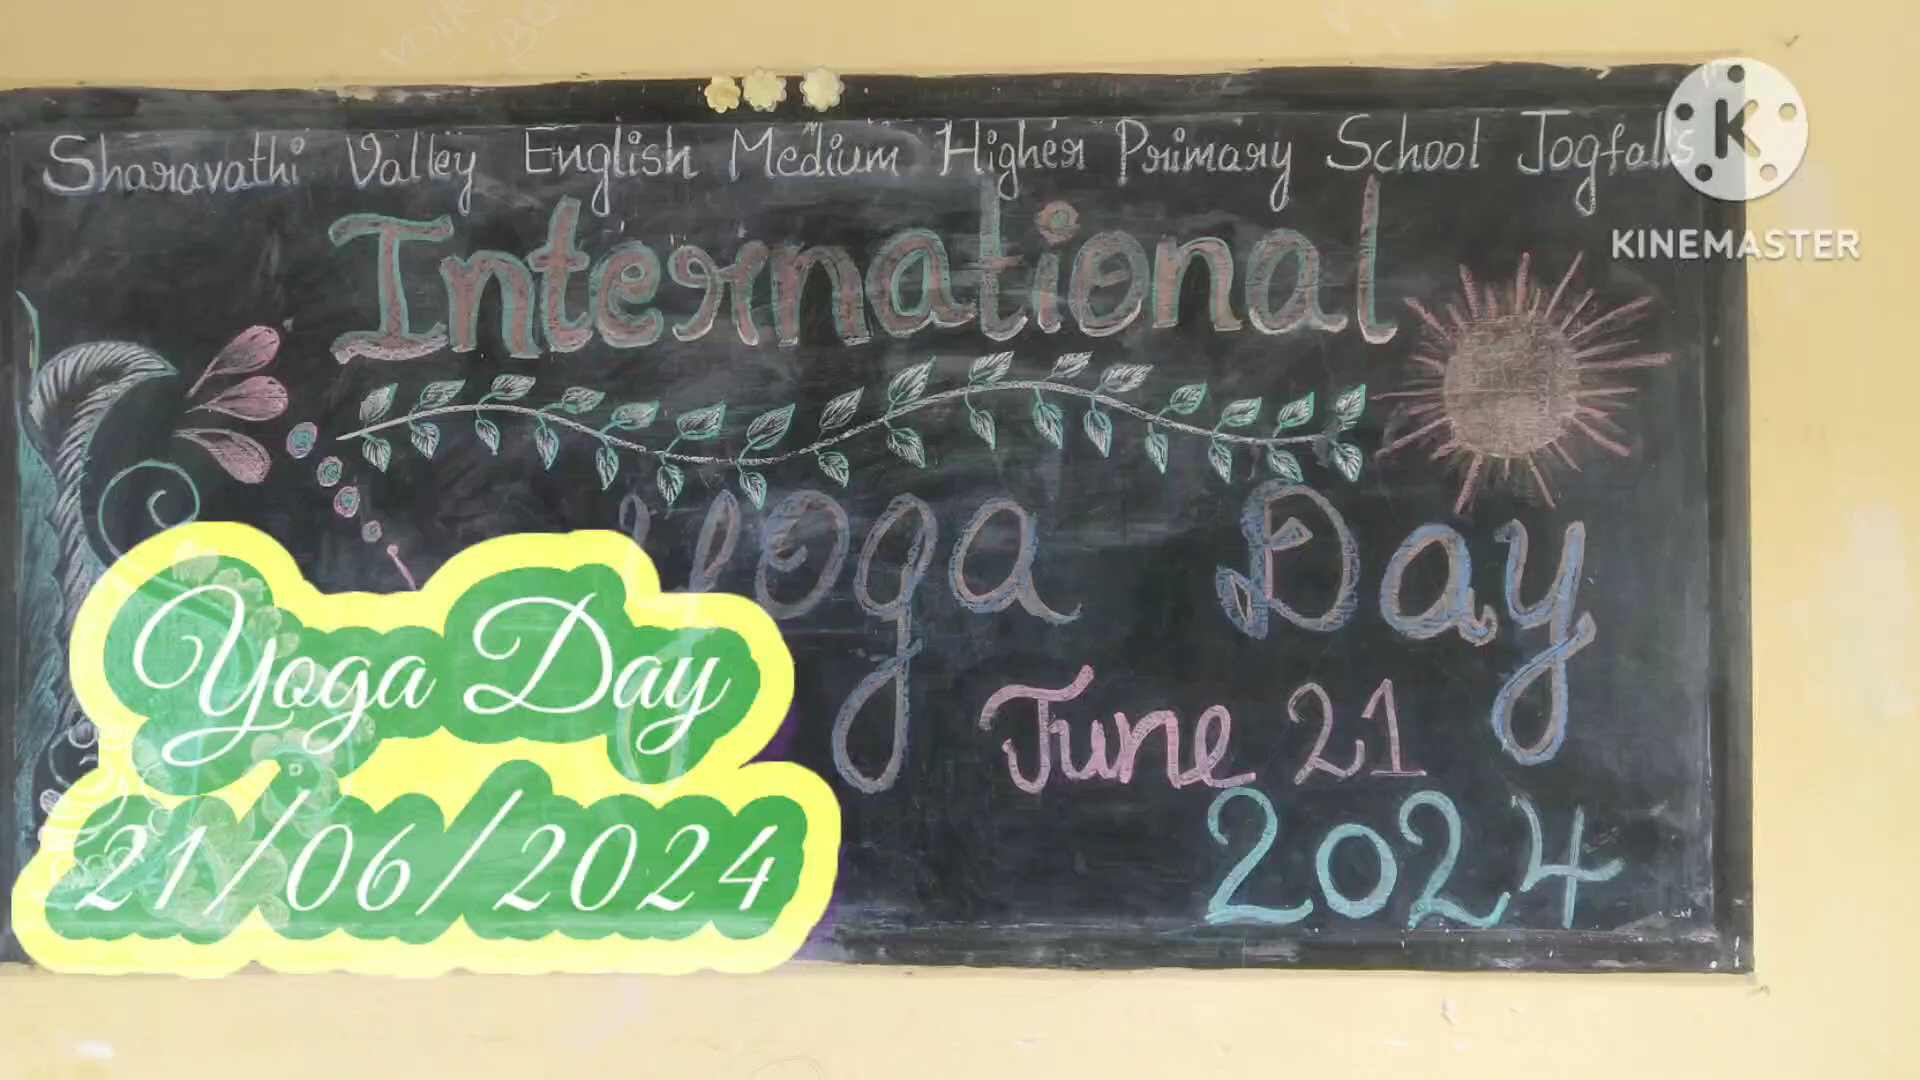 Sharavathi Valley English Medium Higher Primary School Jogfalls
K
KINEMASTER
International
Yoga Day
June 21
2024
Yoga Day
21/06/2024